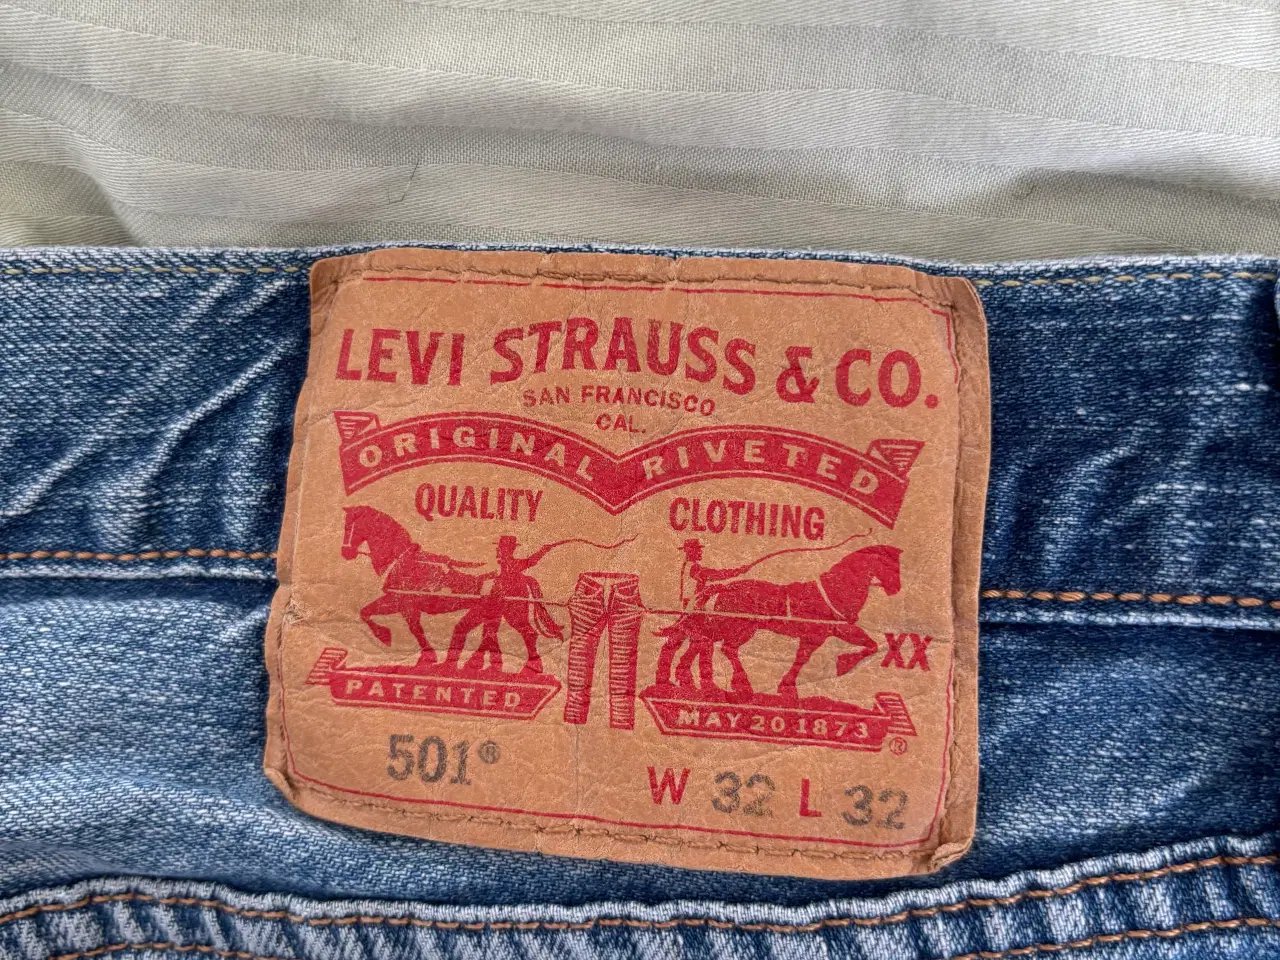 LEVI STRAUSS & CO.
SAN FRANCISCO
CAL.
ORIGINAL RIVETED
QUALITY CLOTHING
XX
PATENTED MAY 20 1873 ®
501® W 32 L 32